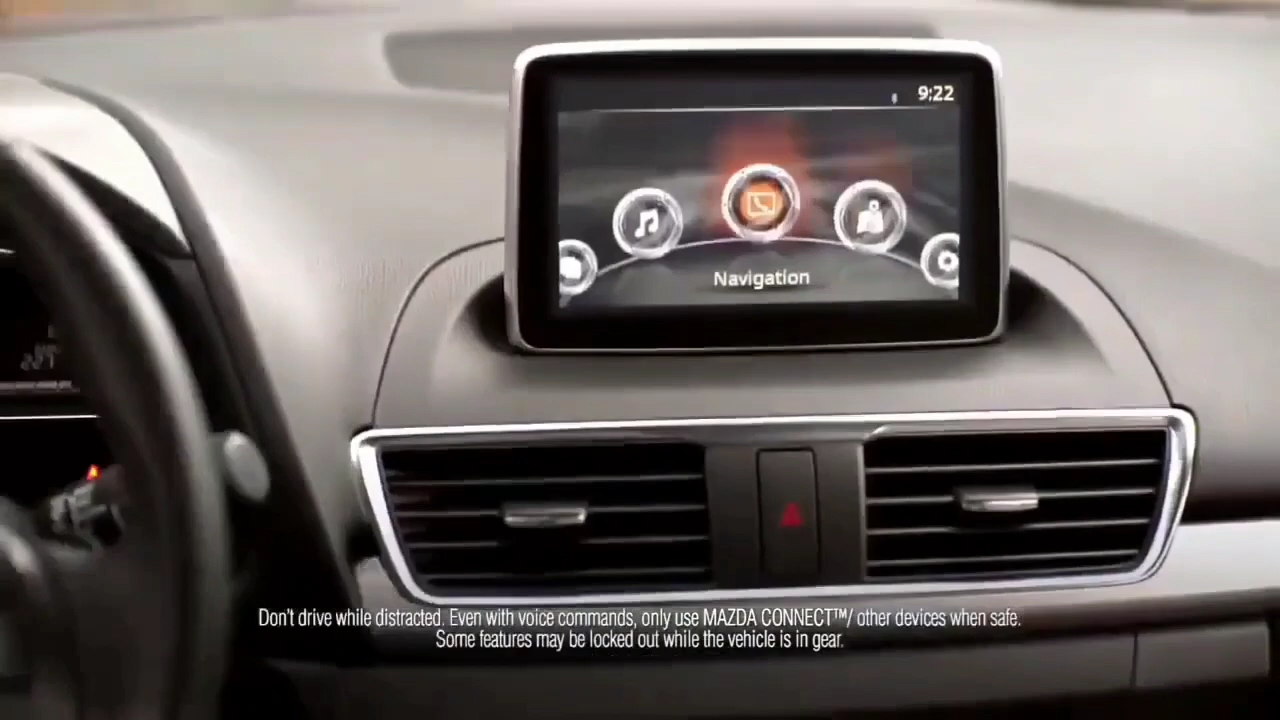 9:22
Navigation
Don't drive while distracted. Even with voice commands, only use MAZDA CONNECT™/ other devices when safe.
Some features may be locked out while the vehicle is in gear.